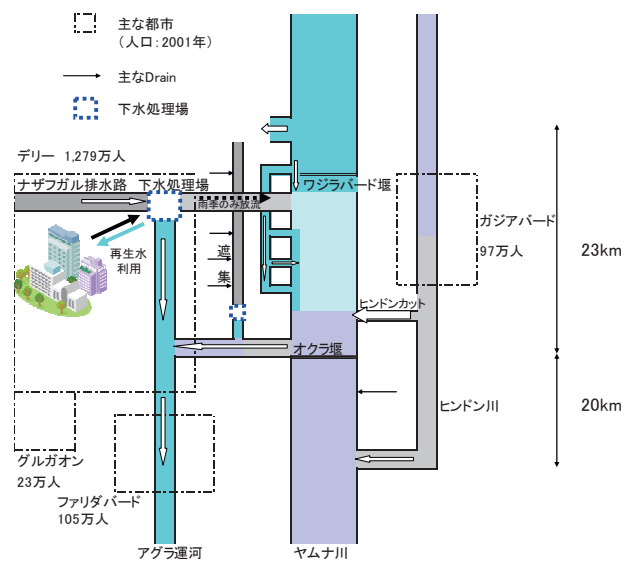 主な都市
(人口：2001年)
主なDrain
下水処理場
デリー 1,279万人
ナザフガル排水路 下水処理場
ワジラバード堰
雨季のみ放流
ガジアバード
97万人
23km
再生水
利用
遮
集
ヒンドンカット
オクラ堰
ヒンドン川
20km
グルガオン
23万人
ファリダバード
105万人
アグラ運河
ヤムナ川